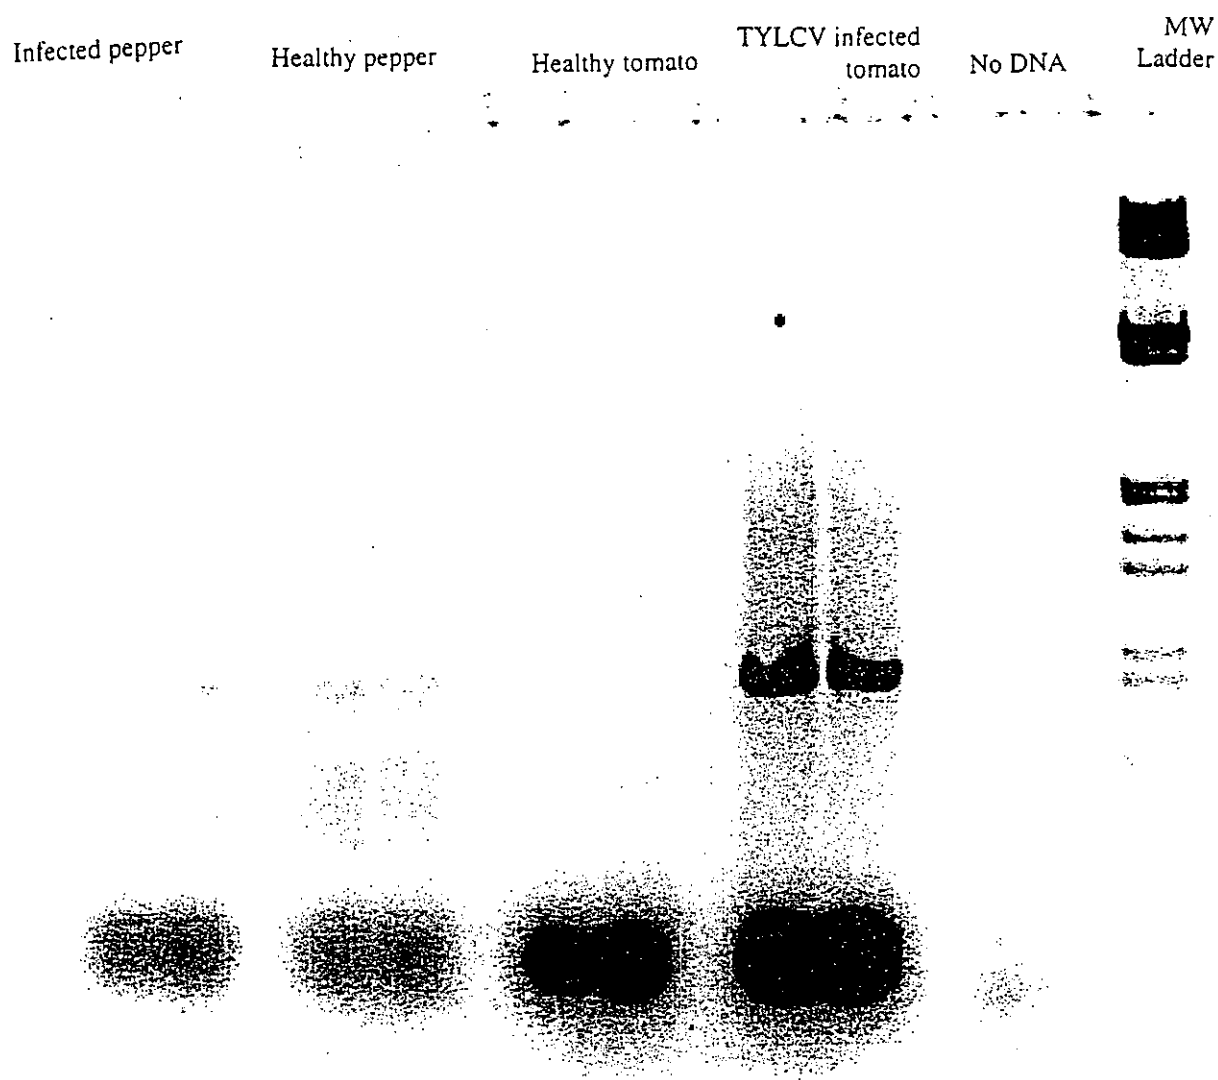 Infected pepper
Healthy pepper
Healthy tomato
TYLCV infected
tomato
No DNA
MW
Ladder